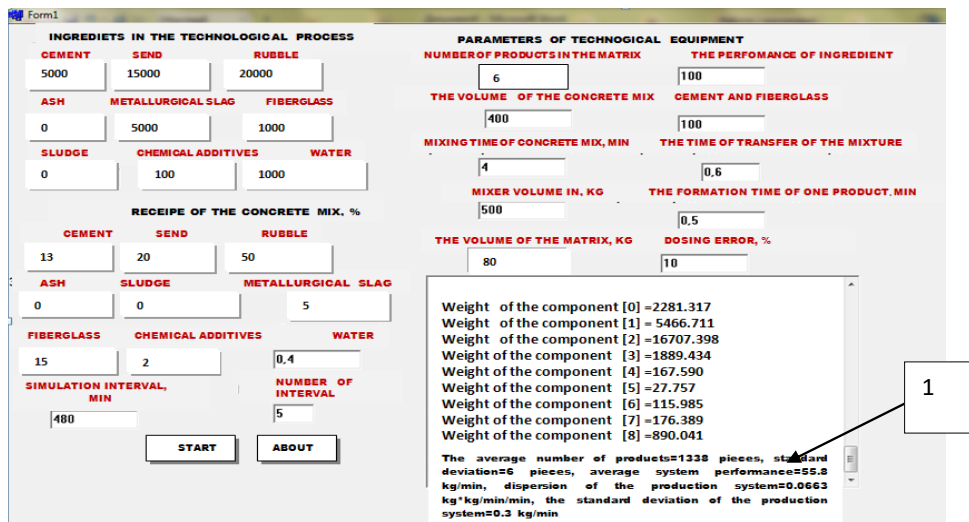 Form1
INGREDIETS IN THE TECHNOLOGICAL PROCESS
CEMENT SEND RUBBLE
5000 15000 20000
ASH METALLURGICAL SLAG FIBERGLASS
0 5000 1000
SLUDGE CHEMICAL ADDITIVES WATER
0 100 1000
RECEIPE OF THE CONCRETE MIX, %
CEMENT SEND RUBBLE
13 20 50
ASH SLUDGE METALLURGICAL SLAG
0 0 5
FIBERGLASS CHEMICAL ADDITIVES WATER
15 2 0,4
SIMULATION INTERVAL, MIN
NUMBER OF INTERVAL
480 5
START ABOUT
PARAMETERS OF TECHNOGICAL EQUIPMENT
NUMBER OF PRODUCTS IN THE MATRIX THE PERFOMANCE OF INGREDIENT
6 100
THE VOLUME OF THE CONCRETE MIX CEMENT AND FIBERGLASS
400 100
MIXING TIME OF CONCRETE MIX, MIN THE TIME OF TRANSFER OF THE MIXTURE
4 0,6
MIXER VOLUME IN, KG THE FORMATION TIME OF ONE PRODUCT, MIN
500 0,5
THE VOLUME OF THE MATRIX, KG DOSING ERROR, %
80 10
Weight of the component [0] =2281.317
Weight of the component [1] = 5466.711
Weight of the component [2] =16707.398
Weight of the component [3] =1889.434
Weight of the component [4] =167.590
Weight of the component [5] =27.757
Weight of the component [6] =115.985
Weight of the component [7] =176.389
Weight of the component [8] =890.041
The average number of products=1338 pieces, standard
deviation=6 pieces, average system performance=55.8
kg/min, dispersion of the production system=0.0663
kg*kg/min/min, the standard deviation of the production
system=0.3 kg/min
1